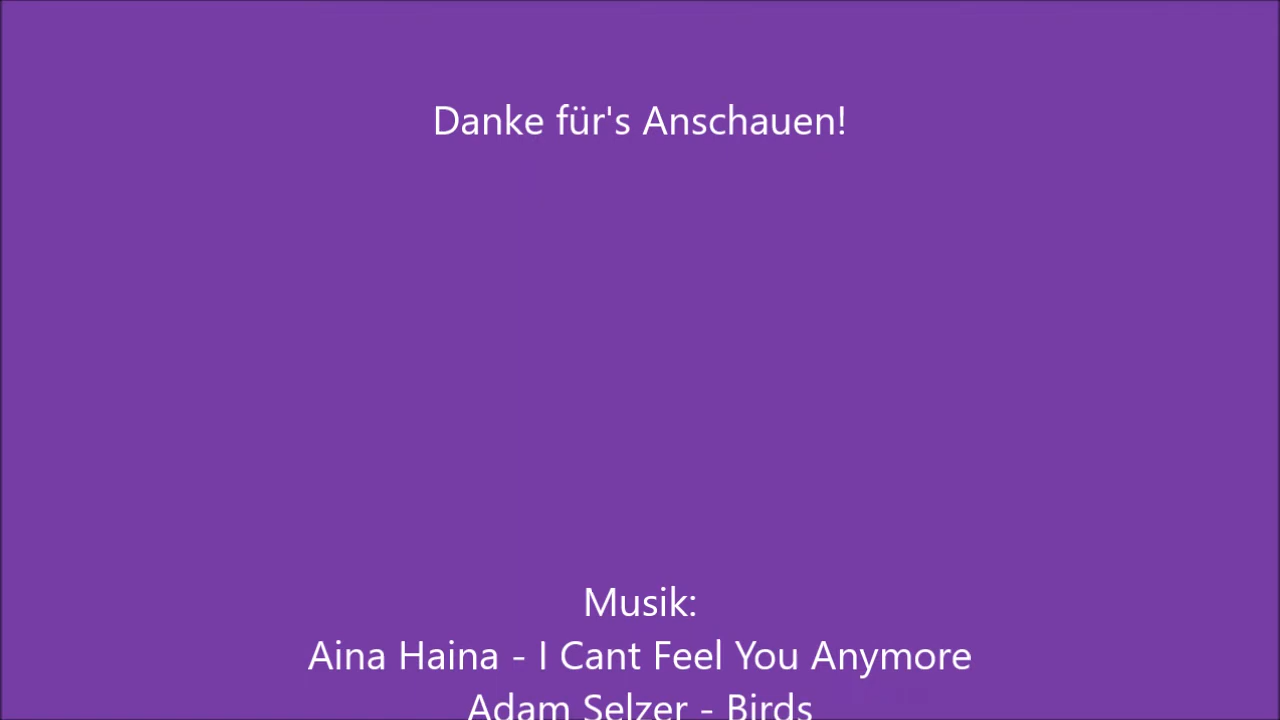 Danke für's Anschauen!
Musik:
Aina Haina - I Cant Feel You Anymore
Adam Selzer - Birds